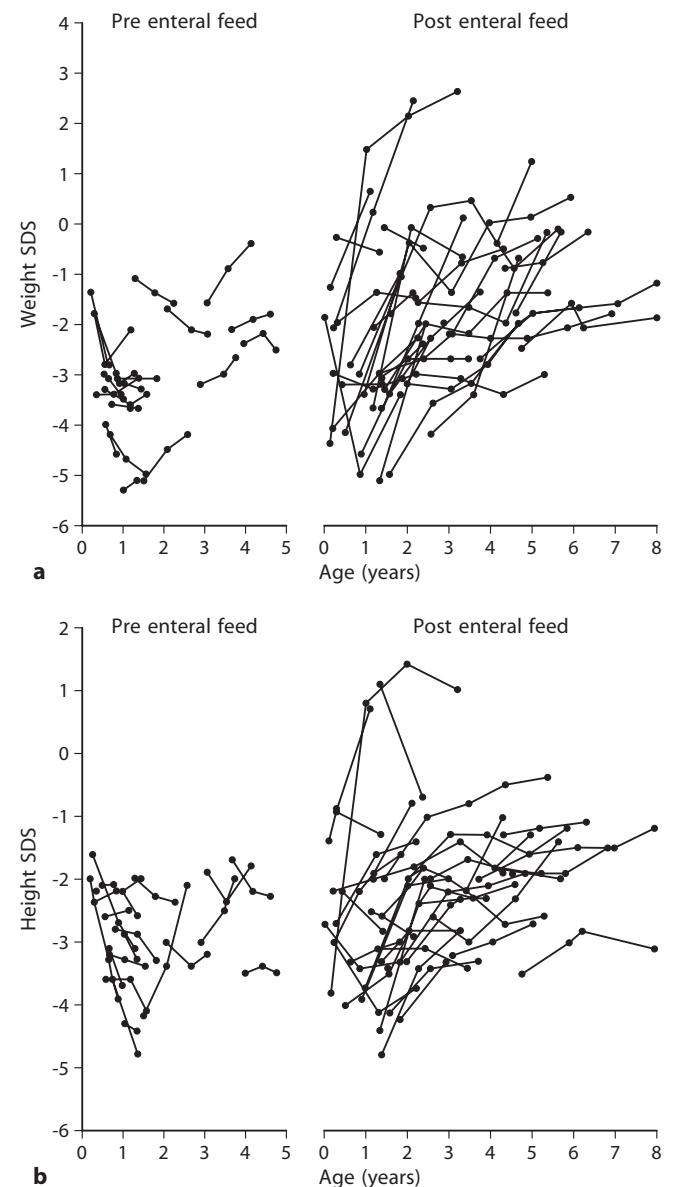 Pre enteral feed Post enteral feed
4
3
2
1
0
-1
-2
-3
-4
-5
-6
Weight SDS
0 1 2 3 4 5 0 1 2 3 4 5 6 7 8
a Age (years)
Pre enteral feed Post enteral feed
2
1
0
-1
-2
-3
-4
-5
-6
Height SDS
0 1 2 3 4 5 0 1 2 3 4 5 6 7 8
b Age (years)